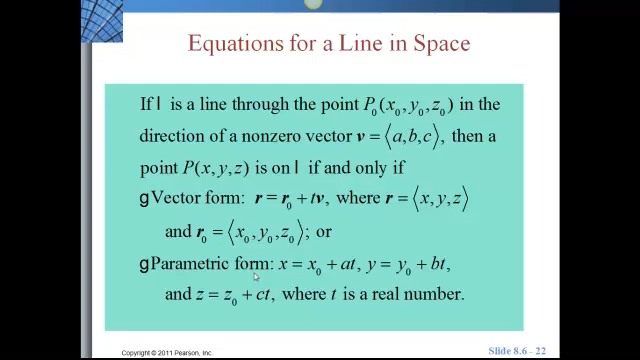 Equations for a Line in Space
If l is a line through the point P₀(x₀, y₀, z₀) in the
direction of a nonzero vector v = ⟨a, b, c⟩, then a
point P(x, y, z) is on l if and only if
gVector form: r = r₀ + tv, where r = ⟨x, y, z⟩
and r₀ = ⟨x₀, y₀, z₀⟩; or
gParametric form: x = x₀ + at, y = y₀ + bt,
and z = z₀ + ct, where t is a real number.
Copyright © 2011 Pearson, Inc. Slide 8.6 - 22